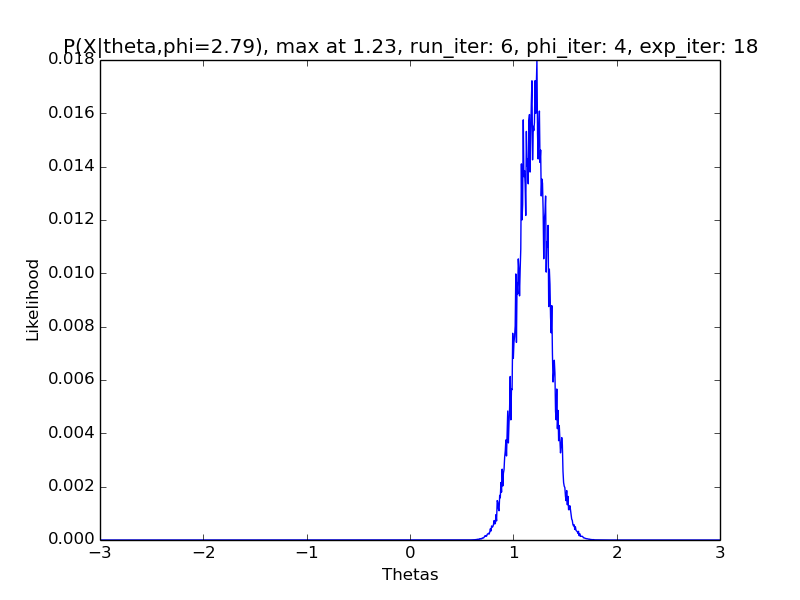 P(X|theta,phi=2.79), max at 1.23, run_iter: 6, phi_iter: 4, exp_iter: 18
0.018
0.016
0.014
0.012
0.010
0.008
0.006
0.004
0.002
0.000
Likelihood
−3 −2 −1 0 1 2 3
Thetas